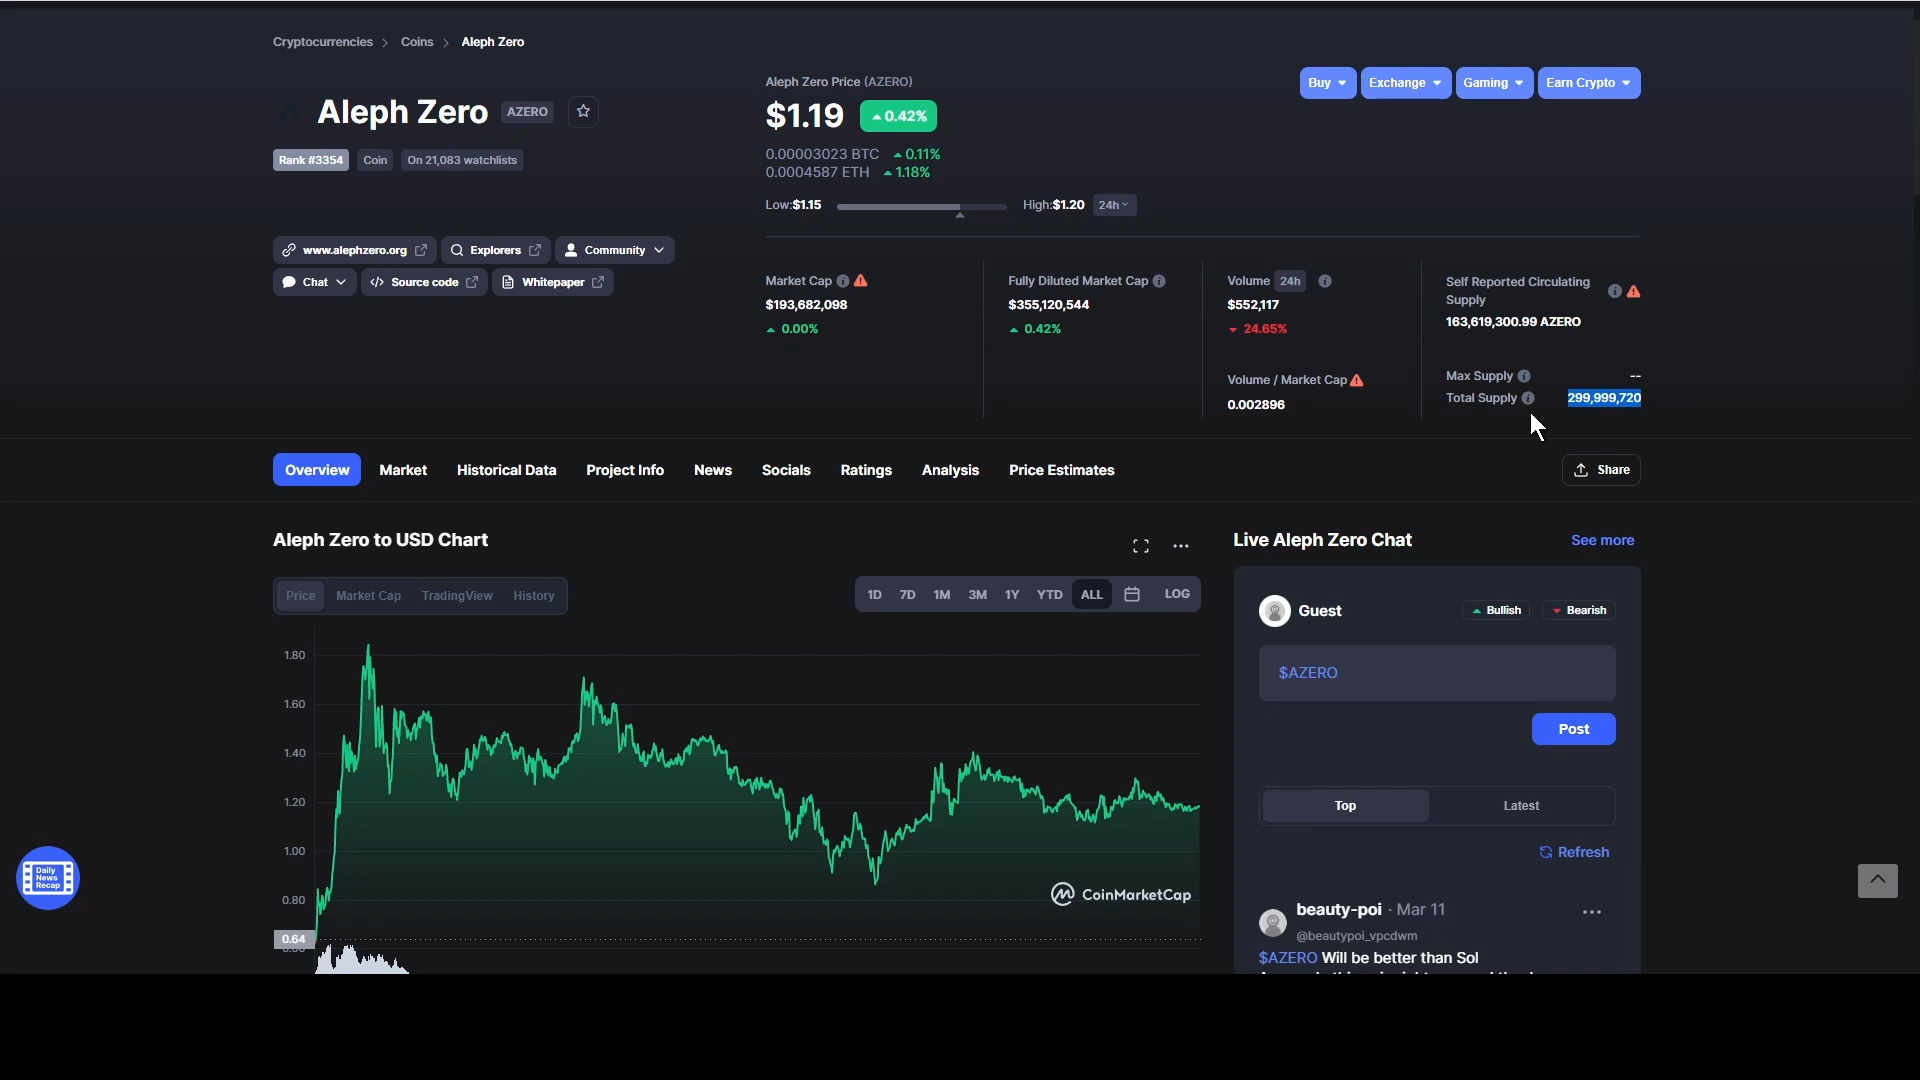 Cryptocurrencies > Coins > Aleph Zero
Aleph Zero AZERO
Rank #3354 Coin On 21,083 watchlists
www.alephzero.org Explorers Community
Chat Source code Whitepaper
Aleph Zero Price (AZERO)
$1.19 0.42%
0.00003023 BTC 0.11%
0.0004587 ETH 1.18%
Low:$1.15 High:$1.20 24h
Buy Exchange Gaming Earn Crypto
Market Cap
$193,682,098
0.00%
Fully Diluted Market Cap
$355,120,544
0.42%
Volume 24h
$552,117
24.65%
Volume / Market Cap
0.002896
Self Reported Circulating
Supply
163,619,300.99 AZERO
Max Supply --
Total Supply 299,999,720
Overview Market Historical Data Project Info News Socials Ratings Analysis Price Estimates
Share
Aleph Zero to USD Chart
Price Market Cap TradingView History
1D 7D 1M 3M 1Y YTD ALL LOG
1.80
1.60
1.40
1.20
1.00
0.80
0.64
CoinMarketCap
Daily
News
Recap
Live Aleph Zero Chat See more
Guest Bullish Bearish
$AZERO
Post
Top Latest
Refresh
beauty-poi · Mar 11
@beautypoi_vpcdwm
$AZERO Will be better than Sol